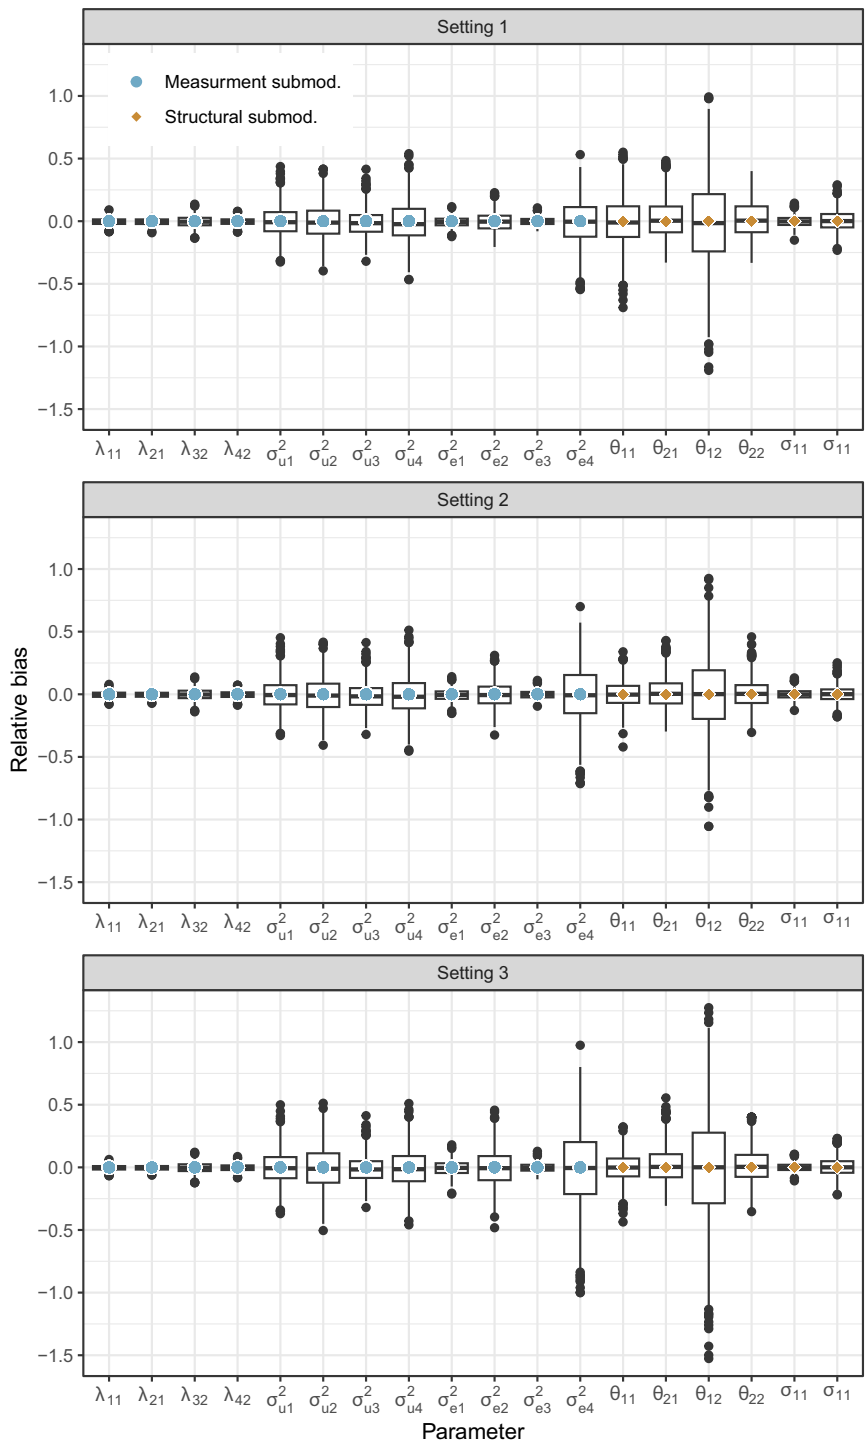 Setting 1
Measurment submod.
Structural submod.
1.0
0.5
0.0
−0.5
−1.0
−1.5
λ11 λ21 λ32 λ42 σ²u1 σ²u2 σ²u3 σ²u4 σ²e1 σ²e2 σ²e3 σ²e4 θ11 θ21 θ12 θ22 σ11 σ11
Setting 2
1.0
0.5
0.0
−0.5
−1.0
−1.5
λ11 λ21 λ32 λ42 σ²u1 σ²u2 σ²u3 σ²u4 σ²e1 σ²e2 σ²e3 σ²e4 θ11 θ21 θ12 θ22 σ11 σ11
Relative bias
Setting 3
1.0
0.5
0.0
−0.5
−1.0
−1.5
λ11 λ21 λ32 λ42 σ²u1 σ²u2 σ²u3 σ²u4 σ²e1 σ²e2 σ²e3 σ²e4 θ11 θ21 θ12 θ22 σ11 σ11
Parameter